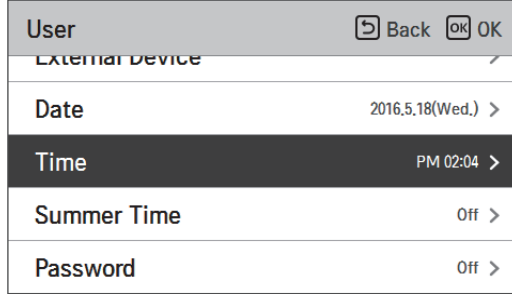 User Back OK OK
External Device
Date 2016.5.18(Wed.)
Time PM 02:04
Summer Time Off
Password Off